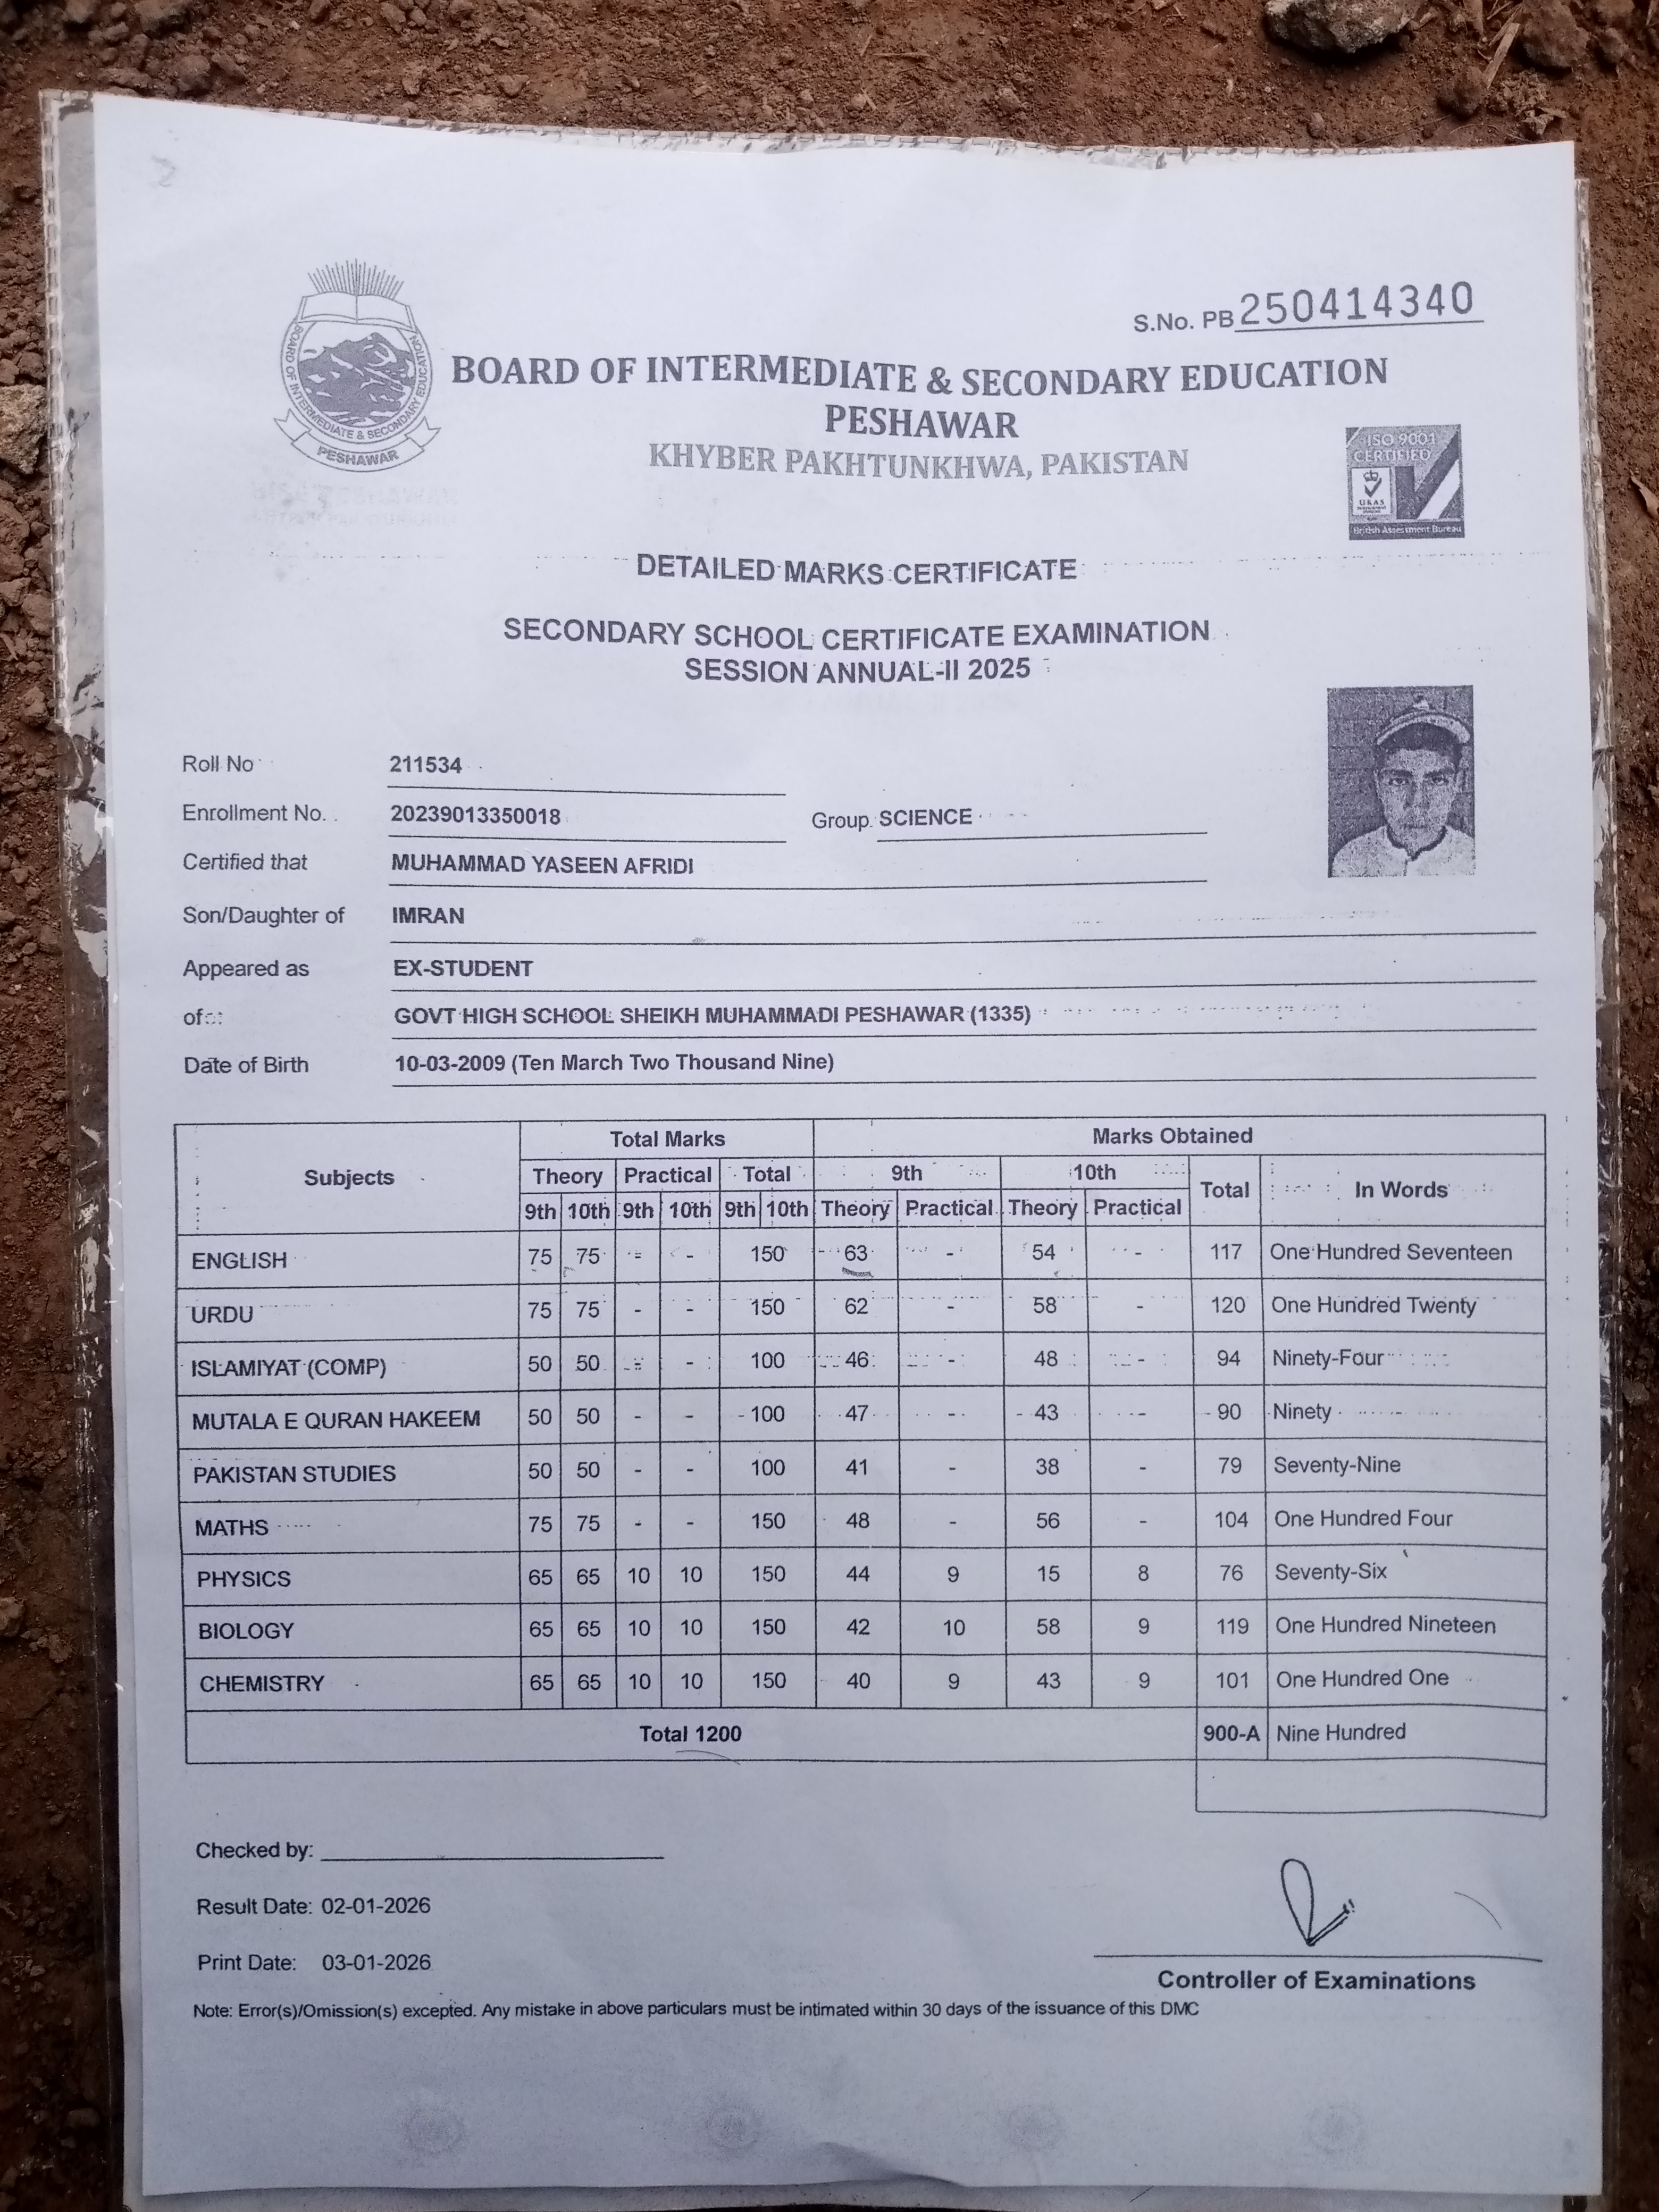 S.No. PB 250414340
BOARD OF INTERMEDIATE & SECONDARY EDUCATION
PESHAWAR
KHYBER PAKHTUNKHWA, PAKISTAN
BOARD OF INTERMEDIATE & SECONDARY EDUCATION
PESHAWAR
ISO 9001
CERTIFIED
UKAS
British Assessment Bureau
DETAILED MARKS CERTIFICATE
SECONDARY SCHOOL CERTIFICATE EXAMINATION
SESSION ANNUAL-II 2025
Roll No 211534
Enrollment No. 20239013350018 Group SCIENCE
Certified that MUHAMMAD YASEEN AFRIDI
Son/Daughter of IMRAN
Appeared as EX-STUDENT
of: GOVT HIGH SCHOOL SHEIKH MUHAMMADI PESHAWAR (1335)
Date of Birth 10-03-2009 (Ten March Two Thousand Nine)
Subjects Total Marks Marks Obtained
Theory Practical Total 9th 10th Total In Words
9th 10th 9th 10th 9th 10th Theory Practical Theory Practical
ENGLISH 75 75 - - 150 63 - 54 - 117 One Hundred Seventeen
URDU 75 75 - - 150 62 - 58 - 120 One Hundred Twenty
ISLAMIYAT (COMP) 50 50 - - 100 46 - 48 - 94 Ninety-Four
MUTALA E QURAN HAKEEM 50 50 - - 100 47 - 43 - 90 Ninety
PAKISTAN STUDIES 50 50 - - 100 41 - 38 - 79 Seventy-Nine
MATHS 75 75 - - 150 48 - 56 - 104 One Hundred Four
PHYSICS 65 65 10 10 150 44 9 15 8 76 Seventy-Six
BIOLOGY 65 65 10 10 150 42 10 58 9 119 One Hundred Nineteen
CHEMISTRY 65 65 10 10 150 40 9 43 9 101 One Hundred One
Total 1200 900-A Nine Hundred
Checked by:
Result Date: 02-01-2026
Print Date: 03-01-2026
Controller of Examinations
Note: Error(s)/Omission(s) excepted. Any mistake in above particulars must be intimated within 30 days of the issuance of this DMC